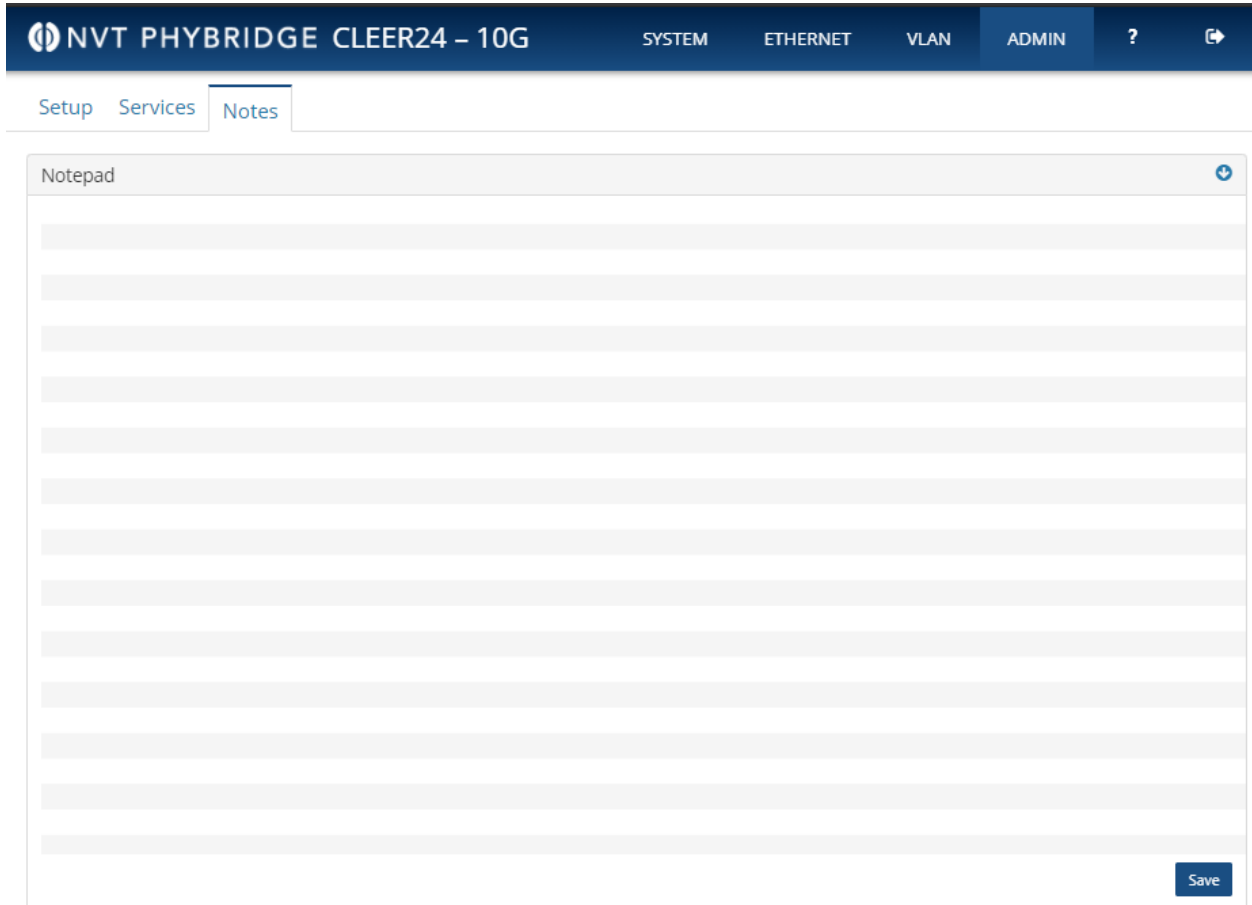 NVT PHYBRIDGE CLEER24 – 10G SYSTEM ETHERNET VLAN ADMIN ?
Setup Services Notes
Notepad
Save